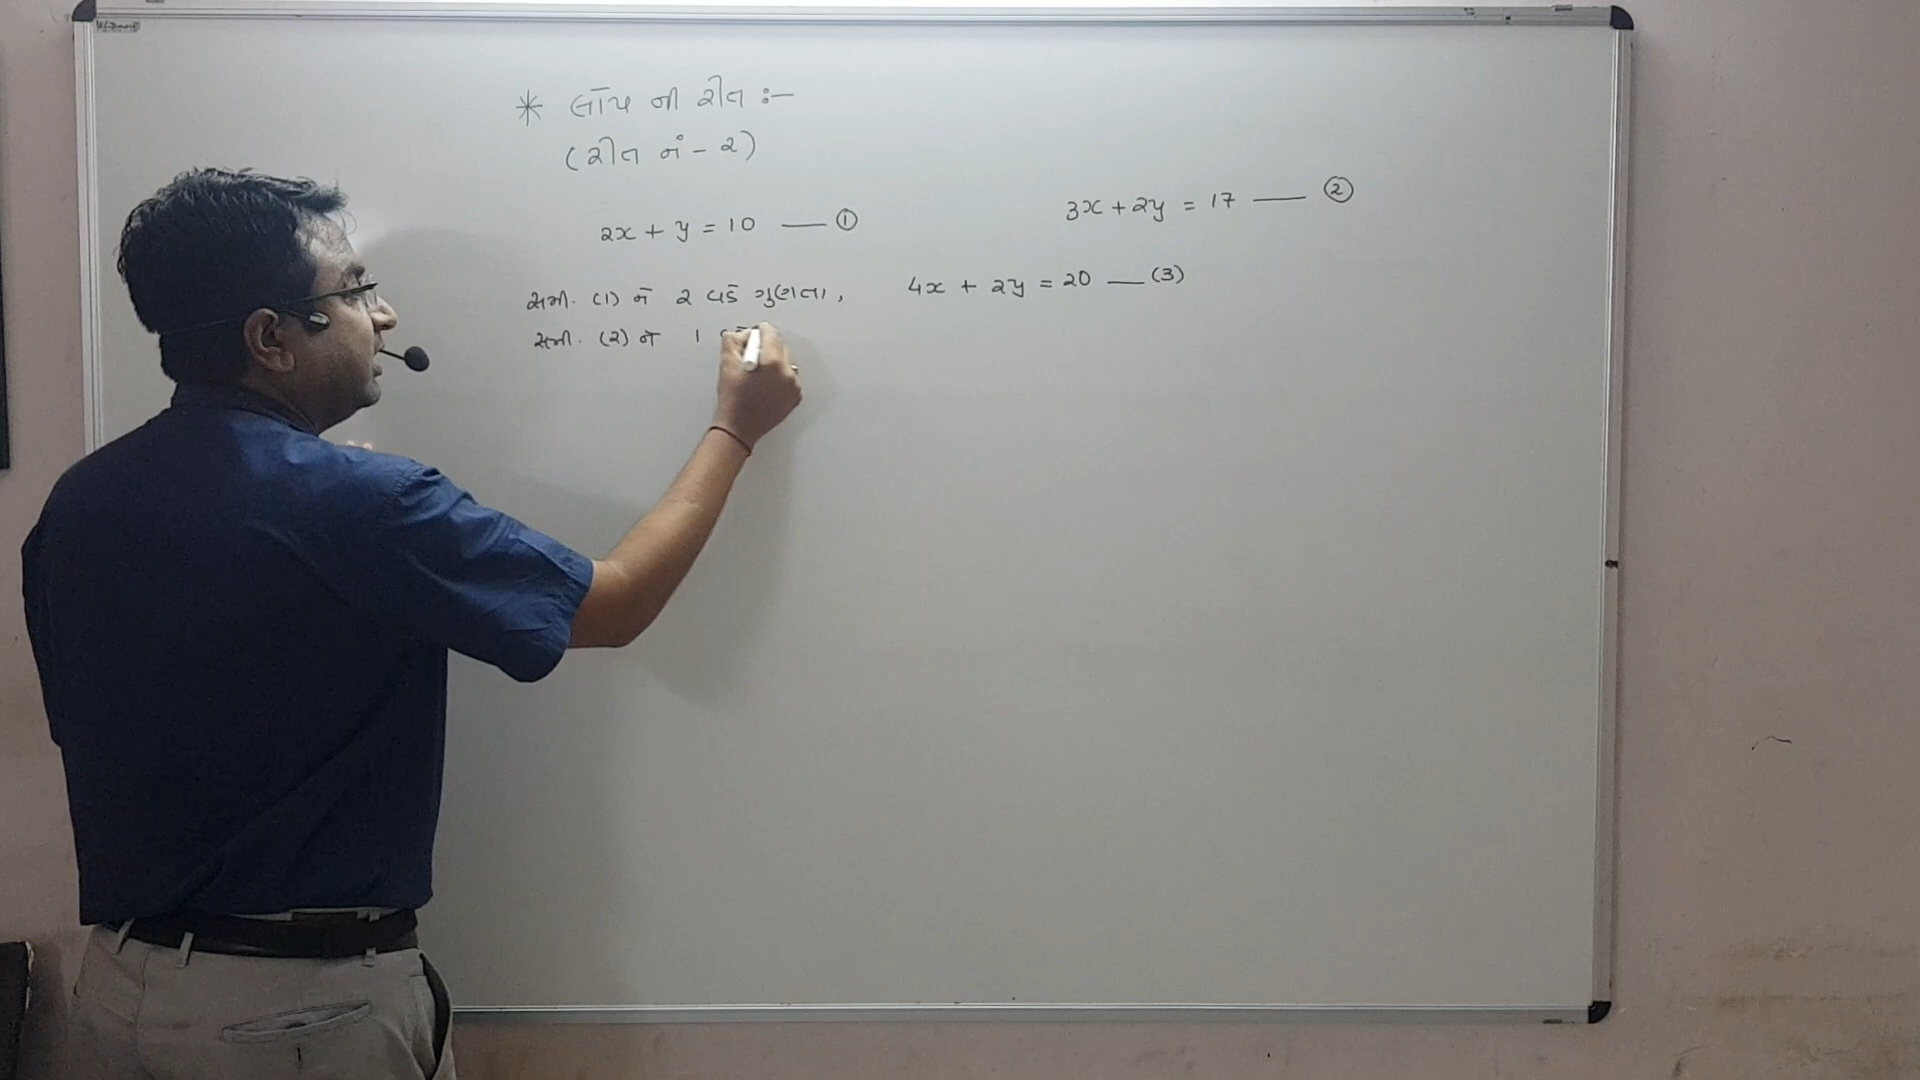 * લોપ ની રીત :-
(રીત નં - ૨)
2x + y = 10 — ①
3x + 2y = 17 — ②
સમી. (1) ને 2 વડે ગુણતા, 4x + 2y = 20 — (3)
સમી. (2) ને 1